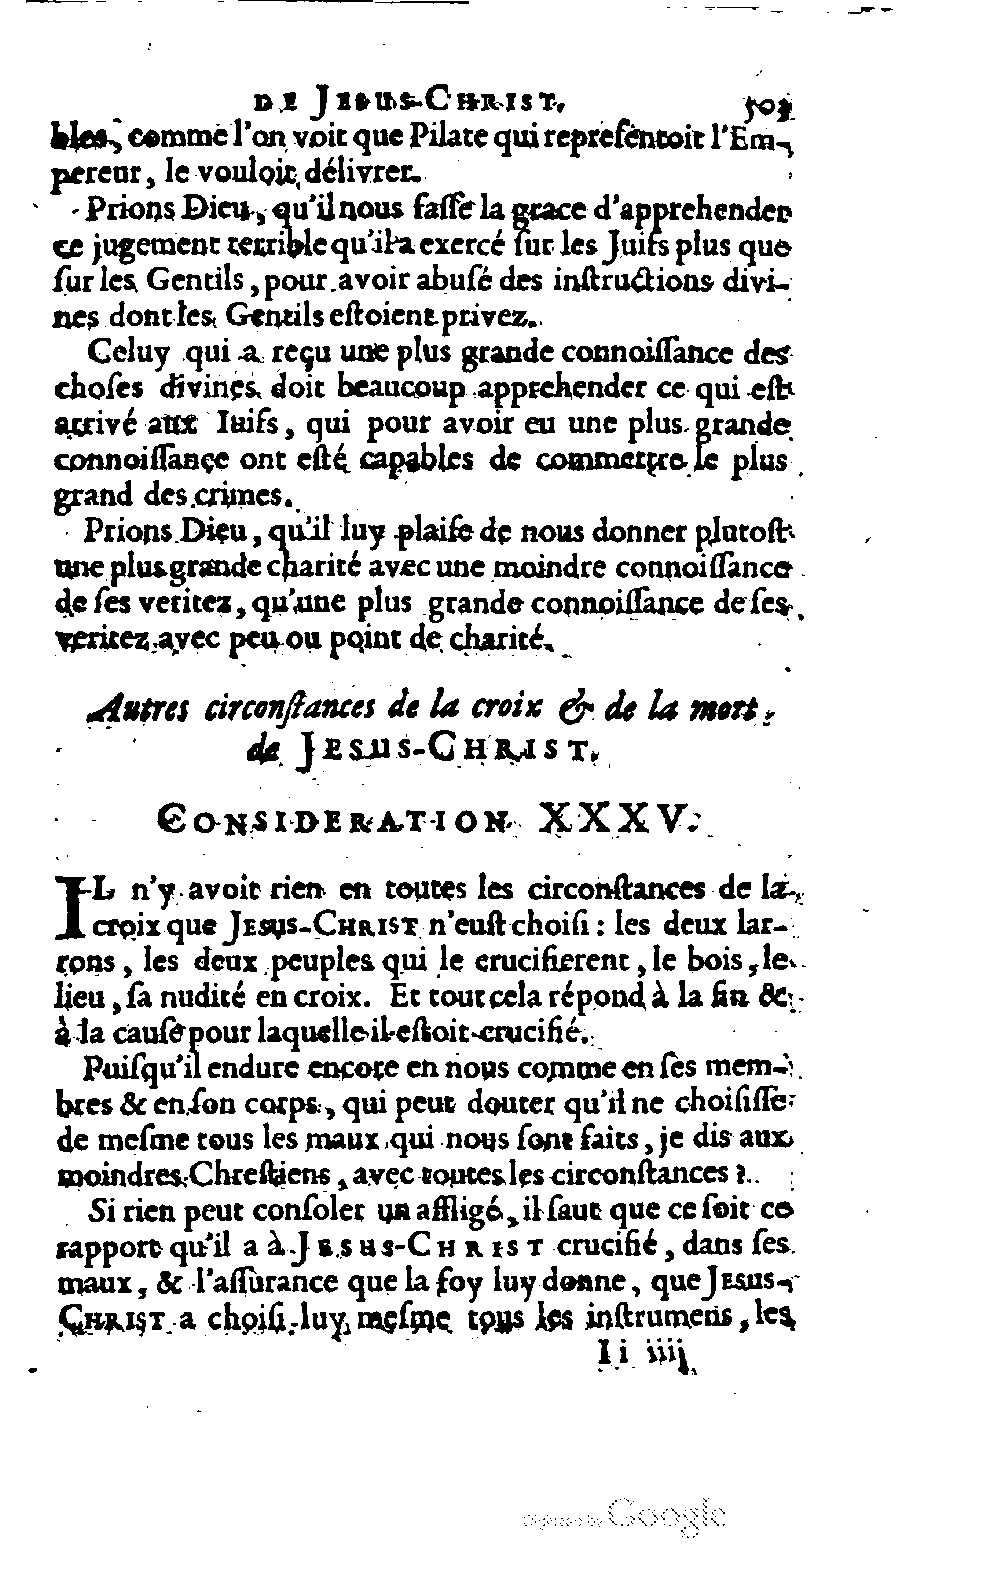 DE JESUS-CHRIST. 503
bles, comme l'on voit que Pilate qui repreſentoit l'Em-
pereur, le vouloit délivrer.
Prions Dieu, qu'il nous faſſe la grace d'apprehender
ce jugement terrible qu'il a exercé ſur les Juifs plus que
ſur les Gentils, pour avoir abuſé des inſtructions divi-
nes dont les Gentils eſtoient privez.
Celuy qui a reçu une plus grande connoiſſance des
choſes divines doit beaucoup apprehender ce qui eſt
arrivé aux Iuifs, qui pour avoir eu une plus grande
connoiſſance ont eſté capables de commettre le plus
grand des crimes.
Prions Dieu, qu'il luy plaiſe de nous donner plutoſt
une plus grande charité avec une moindre connoiſſance
de ſes veritez, qu'une plus grande connoiſſance de ſes
veritez avec peu ou point de charité.
Autres circonſtances de la croix & de la mort
de JESUS-CHRIST.
CONSIDERATION XXXV.
IL n'y avoit rien en toutes les circonſtances de la
croix que JESUS-CHRIST n'euſt choiſi : les deux lar-
rons, les deux peuples qui le crucifierent, le bois, le
lieu, ſa nudité en croix. Et tout cela répond à la fin &
à la cauſe pour laquelle il eſtoit crucifié.
Puiſqu'il endure encore en nous comme en ſes mem-
bres & en ſon corps, qui peut douter qu'il ne choiſiſſe
de meſme tous les maux qui nous ſont faits, je dis aux
moindres Chreſtiens, avec toutes les circonſtances ?
Si rien peut conſoler un affligé, il faut que ce ſoit ce
rapport qu'il a à JESUS-CHRIST crucifié, dans ſes
maux, & l'aſſurance que la foy luy donne, que JESUS-
CHRIST a choiſi luy meſme tous les inſtrumens, les
Ii iiij
Digitized by Google